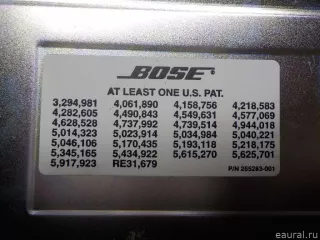 BOSE
AT LEAST ONE U.S. PAT.
3,294,981 4,061,890 4,158,756 4,218,583
4,282,605 4,490,843 4,549,631 4,577,069
4,628,528 4,737,992 4,739,514 4,944,018
5,014,323 5,023,914 5,034,984 5,040,221
5,046,106 5,170,435 5,193,118 5,218,175
5,345,165 5,434,922 5,615,270 5,625,701
5,917,923 RE31,679
P/N 265263-001
eaural.ru